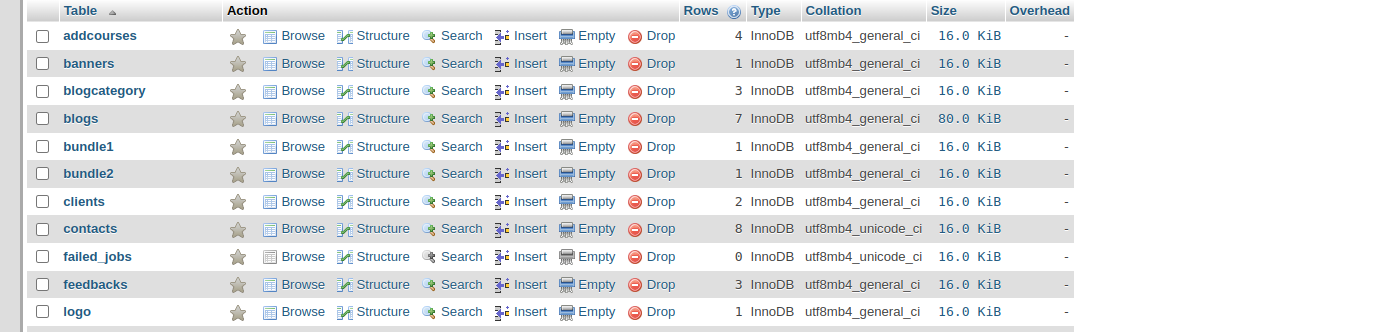 Table Action Rows Type Collation Size Overhead
addcourses Browse Structure Search Insert Empty Drop 4 InnoDB utf8mb4_general_ci 16.0 KiB -
banners Browse Structure Search Insert Empty Drop 1 InnoDB utf8mb4_general_ci 16.0 KiB -
blogcategory Browse Structure Search Insert Empty Drop 3 InnoDB utf8mb4_general_ci 16.0 KiB -
blogs Browse Structure Search Insert Empty Drop 7 InnoDB utf8mb4_general_ci 80.0 KiB -
bundle1 Browse Structure Search Insert Empty Drop 1 InnoDB utf8mb4_general_ci 16.0 KiB -
bundle2 Browse Structure Search Insert Empty Drop 1 InnoDB utf8mb4_general_ci 16.0 KiB -
clients Browse Structure Search Insert Empty Drop 2 InnoDB utf8mb4_general_ci 16.0 KiB -
contacts Browse Structure Search Insert Empty Drop 8 InnoDB utf8mb4_unicode_ci 16.0 KiB -
failed_jobs Browse Structure Search Insert Empty Drop 0 InnoDB utf8mb4_unicode_ci 16.0 KiB -
feedbacks Browse Structure Search Insert Empty Drop 3 InnoDB utf8mb4_general_ci 16.0 KiB -
logo Browse Structure Search Insert Empty Drop 1 InnoDB utf8mb4_general_ci 16.0 KiB -